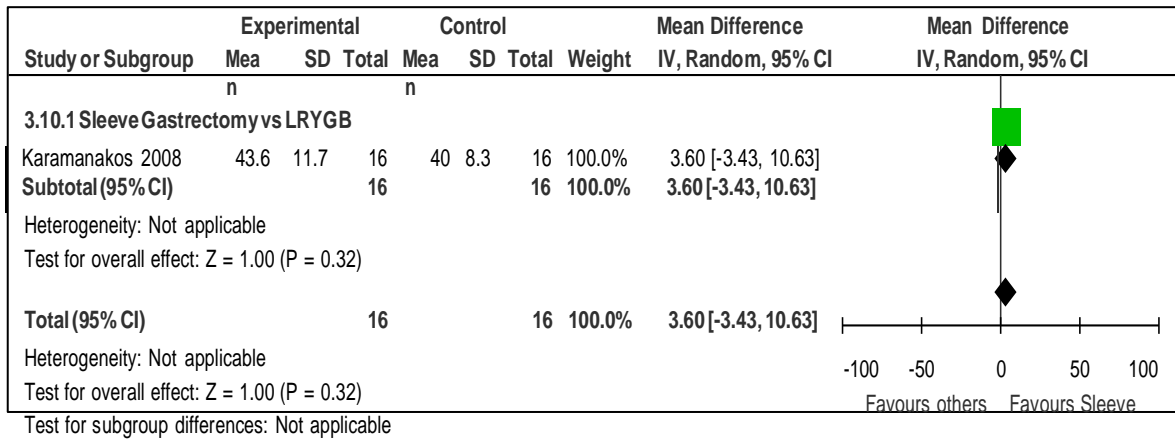 Experimental Control Mean Difference Mean Difference
Study or Subgroup Mea SD Total Mea SD Total Weight IV, Random, 95% CI IV, Random, 95% CI
n n
3.10.1 Sleeve Gastrectomy vs LRYGB
Karamanakos 2008 43.6 11.7 16 40 8.3 16 100.0% 3.60 [-3.43, 10.63]
Subtotal (95% CI) 16 16 100.0% 3.60 [-3.43, 10.63]
Heterogeneity: Not applicable
Test for overall effect: Z = 1.00 (P = 0.32)
Total (95% CI) 16 16 100.0% 3.60 [-3.43, 10.63]
Heterogeneity: Not applicable
-100 -50 0 50 100
Test for overall effect: Z = 1.00 (P = 0.32)
Favours others Favours Sleeve
Test for subgroup differences: Not applicable